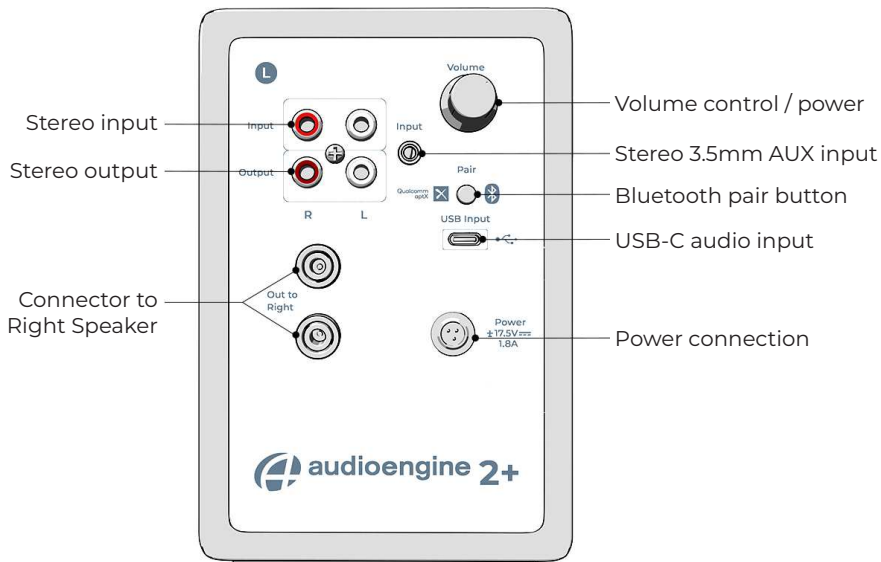 L
Volume
Input
Input
Output
R L
Pair
Qualcomm
aptX
USB Input
Out to
Right
Power
±17.5V
1.8A
audioengine 2+
Stereo input
Stereo output
Connector to
Right Speaker
Volume control / power
Stereo 3.5mm AUX input
Bluetooth pair button
USB-C audio input
Power connection